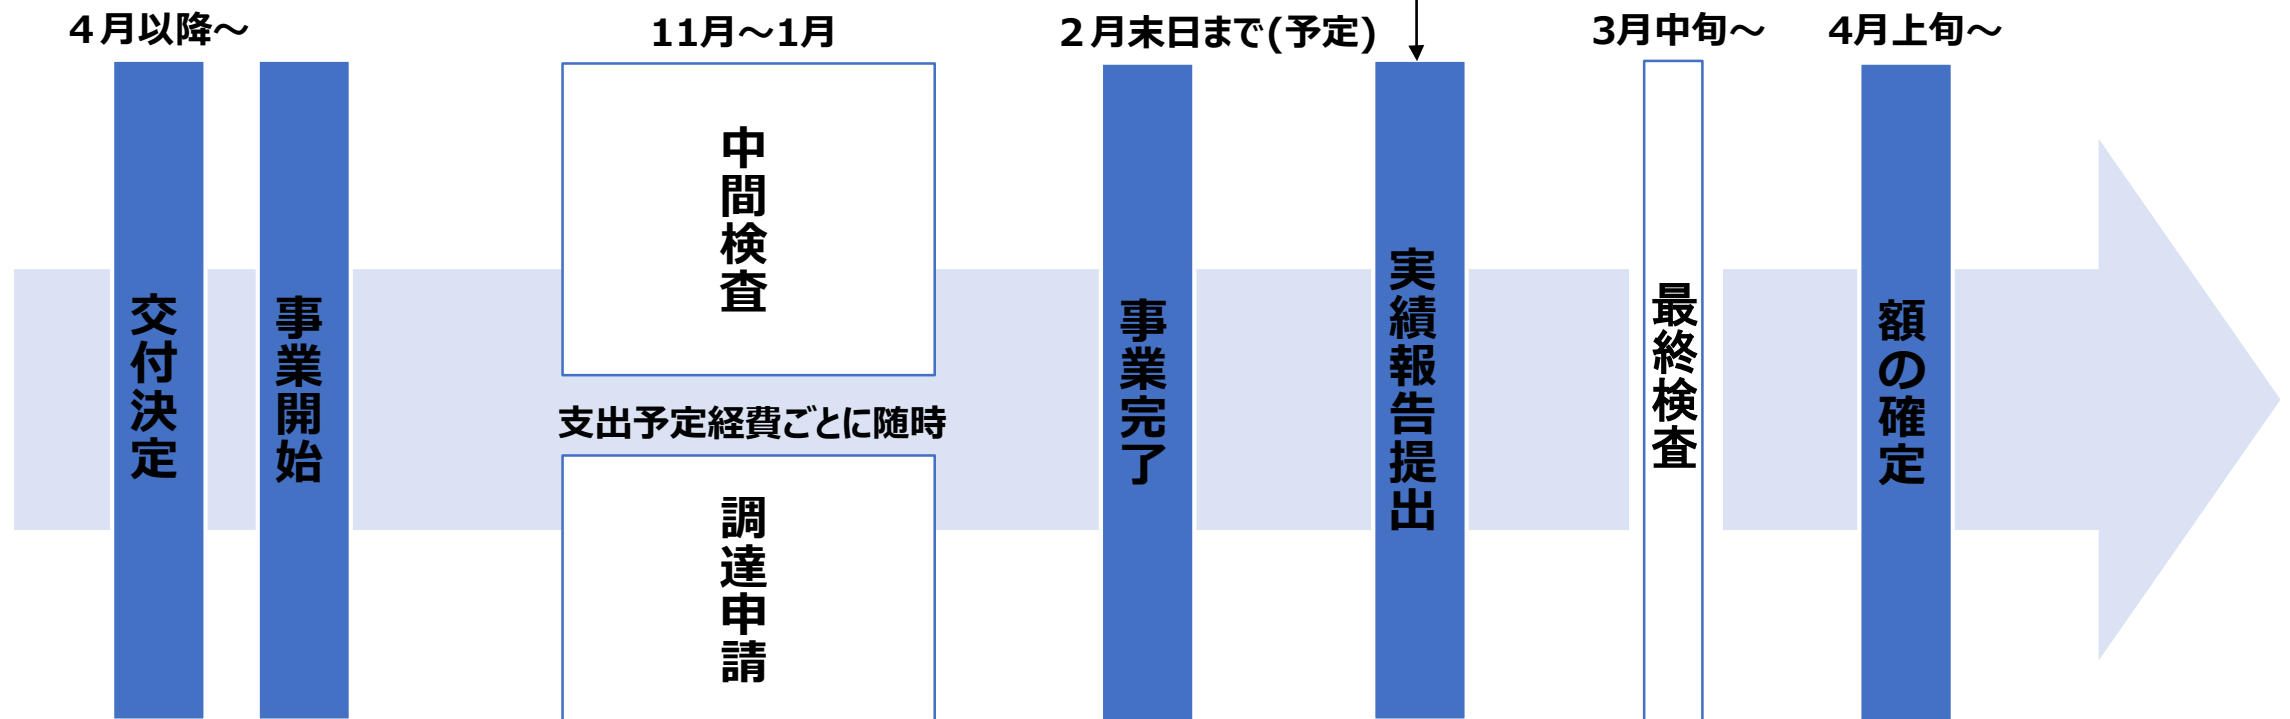 ４月以降～
11月～1月
２月末日まで(予定)
3月中旬～
4月上旬～
交付決定
事業開始
中間検査
支出予定経費ごとに随時
調達申請
事業完了
実績報告提出
最終検査
額の確定